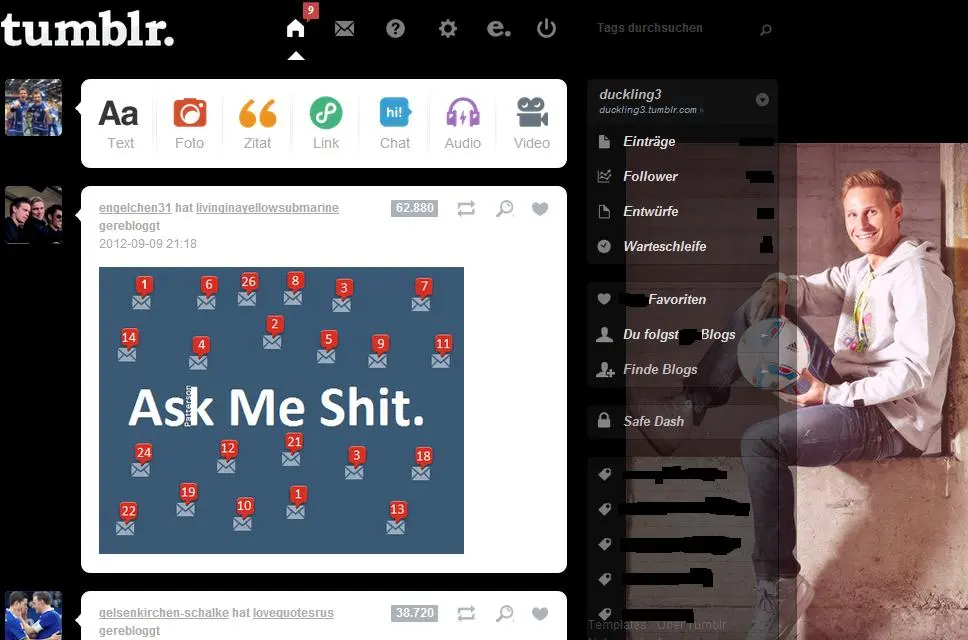 tumblr.
9
Tags durchsuchen
Aa
hi!
Text
Foto
Zitat
Link
Chat
Audio
Video
duckling3
duckling3.tumblr.com »
Einträge
Follower
Entwürfe
Warteschleife
Favoriten
Du folgst Blogs
Finde Blogs
Safe Dash
engelchen31 hat livinginayellowsubmarine
gerebloggt
2012-09-09 21:18
62.880
1 6 26 8 3 7
14 4 2 5 9 11
Ask Me Shit.
Patterson
24 12 21 3 18
22 19 10 1 13
gelsenkirchen-schalke hat lovequotesrus
gerebloggt
38.720
Templates Über Tumblr